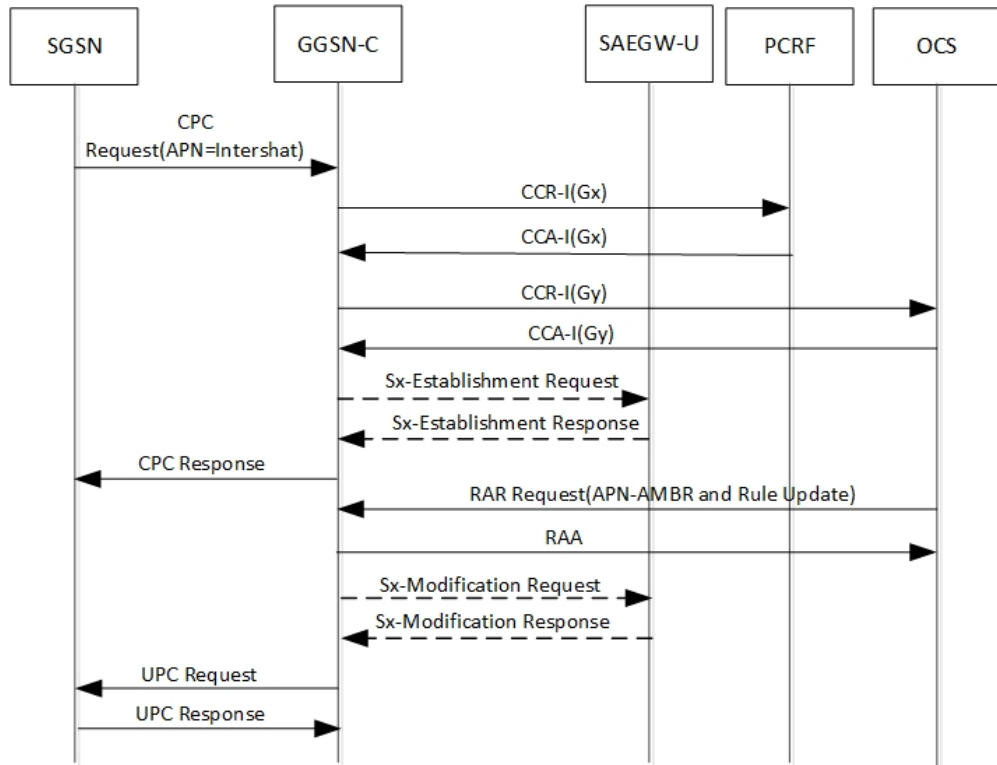 SGSN
GGSN-C
SAEGW-U
PCRF
OCS
CPC
Request(APN=Intershat)
CCR-I(Gx)
CCA-I(Gx)
CCR-I(Gy)
CCA-I(Gy)
Sx-Establishment Request
Sx-Establishment Response
CPC Response
RAR Request(APN-AMBR and Rule Update)
RAA
Sx-Modification Request
Sx-Modification Response
UPC Request
UPC Response